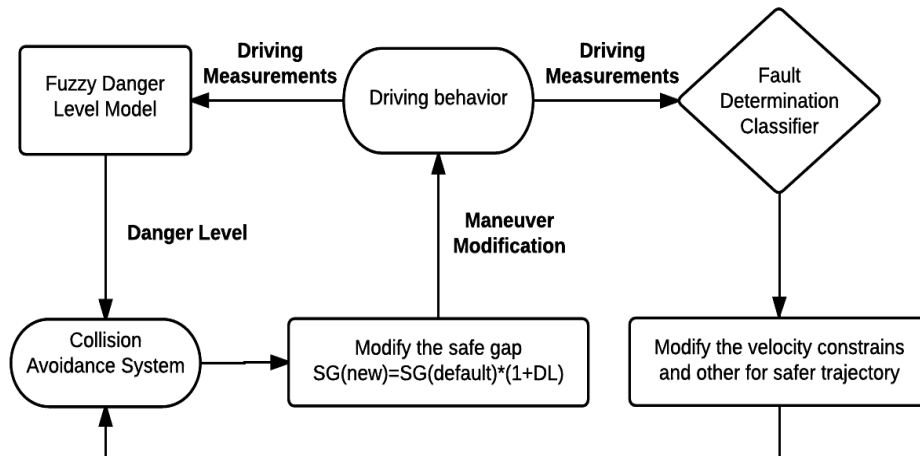 Driving
Measurements
Driving
Measurements
Fuzzy Danger
Level Model
Driving behavior
Fault
Determination
Classifier
Danger Level
Maneuver
Modification
Collision
Avoidance System
Modify the safe gap
SG(new)=SG(default)*(1+DL)
Modify the velocity constrains
and other for safer trajectory